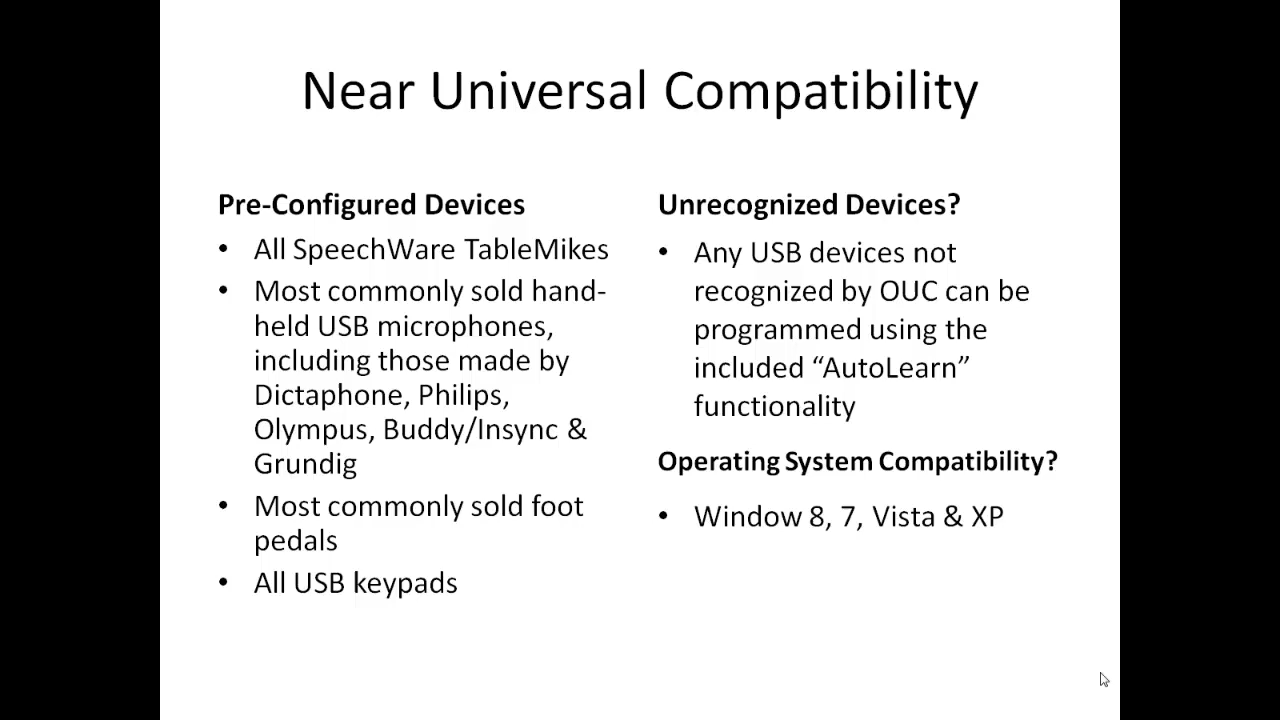 Near Universal Compatibility
Pre-Configured Devices
• All SpeechWare TableMikes
• Most commonly sold hand-
held USB microphones,
including those made by
Dictaphone, Philips,
Olympus, Buddy/Insync &
Grundig
• Most commonly sold foot
pedals
• All USB keypads
Unrecognized Devices?
• Any USB devices not
recognized by OUC can be
programmed using the
included “AutoLearn”
functionality
Operating System Compatibility?
• Window 8, 7, Vista & XP